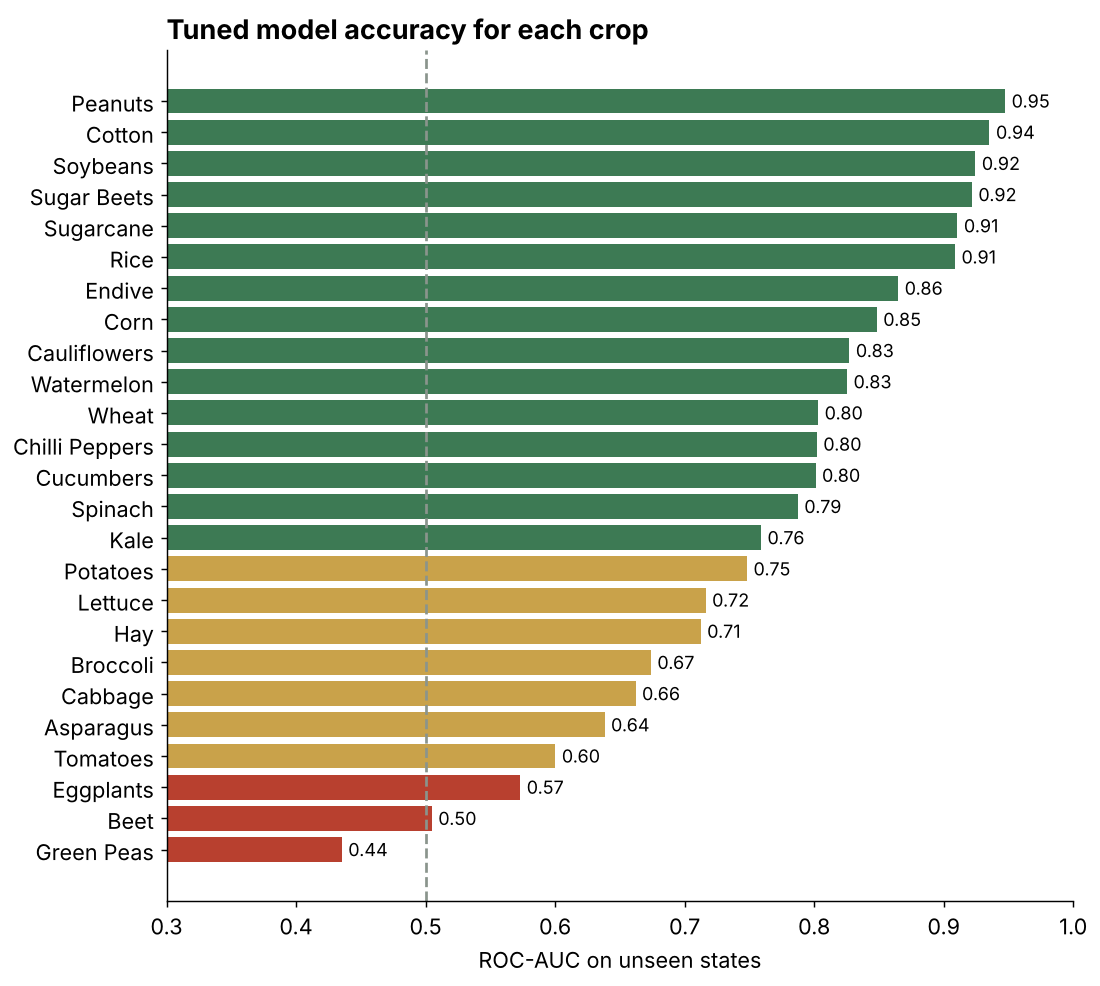 Tuned model accuracy for each crop
Peanuts 0.95
Cotton 0.94
Soybeans 0.92
Sugar Beets 0.92
Sugarcane 0.91
Rice 0.91
Endive 0.86
Corn 0.85
Cauliflowers 0.83
Watermelon 0.83
Wheat 0.80
Chilli Peppers 0.80
Cucumbers 0.80
Spinach 0.79
Kale 0.76
Potatoes 0.75
Lettuce 0.72
Hay 0.71
Broccoli 0.67
Cabbage 0.66
Asparagus 0.64
Tomatoes 0.60
Eggplants 0.57
Beet 0.50
Green Peas 0.44
0.3 0.4 0.5 0.6 0.7 0.8 0.9 1.0
ROC-AUC on unseen states